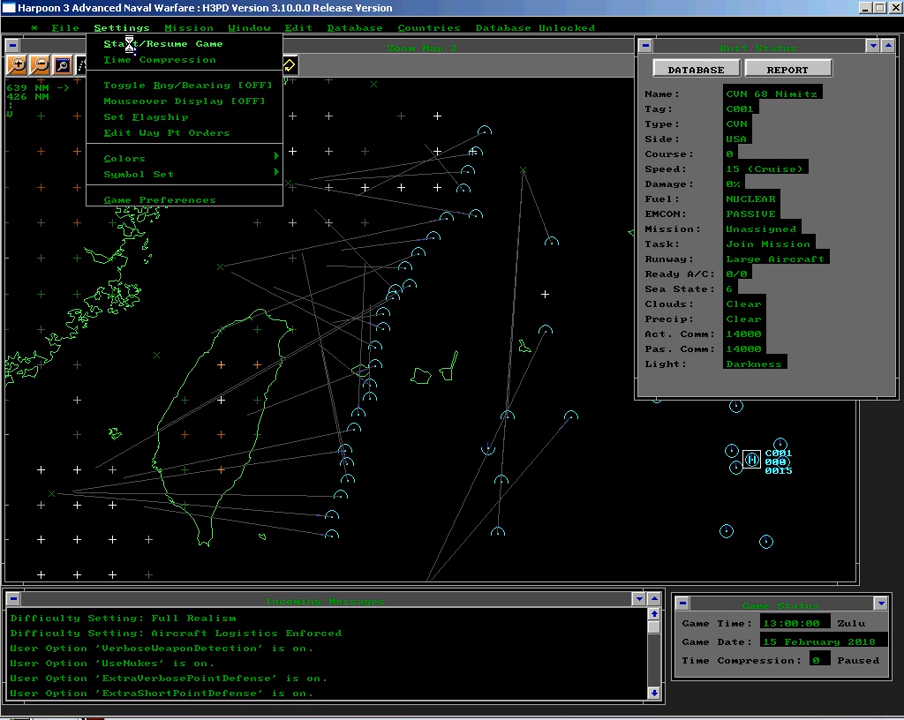 Harpoon 3 Advanced Naval Warfare : H3PD Version 3.10.0.0 Release Version
* File Settings Mission Window Edit Database Countries Database Unlocked
Start/Resume Game
Time Compression
Toggle Rng/Bearing [OFF]
Mouseover Display [OFF]
Set Flagship
Edit Way Pt Orders
Colors
Symbol Set
Game Preferences
Zoom Map 2
639 NM ->
426 NM
|
V
C001
000)
0015
Unit Status
DATABASE REPORT
Name: CVN 68 Nimitz
Tag: C001
Type: CVN
Side: USA
Course: 0
Speed: 15 (Cruise)
Damage: 0%
Fuel: NUCLEAR
EMCON: PASSIVE
Mission: Unassigned
Task: Join Mission
Runway: Large Aircraft
Ready A/C: 0/0
Sea State: 6
Clouds: Clear
Precip: Clear
Act. Comm: 14000
Pas. Comm: 14000
Light: Darkness
Incoming Messages
Difficulty Setting: Full Realism
Difficulty Setting: Aircraft Logistics Enforced
User Option 'VerboseWeaponDetection' is on.
User Option 'UseNukes' is on.
User Option 'ExtraVerbosePointDefense' is on.
User Option 'ExtraShortPointDefense' is on.
Game Status
Game Time: 13:00:00 Zulu
Game Date: 15 February 2018
Time Compression: 0 Paused